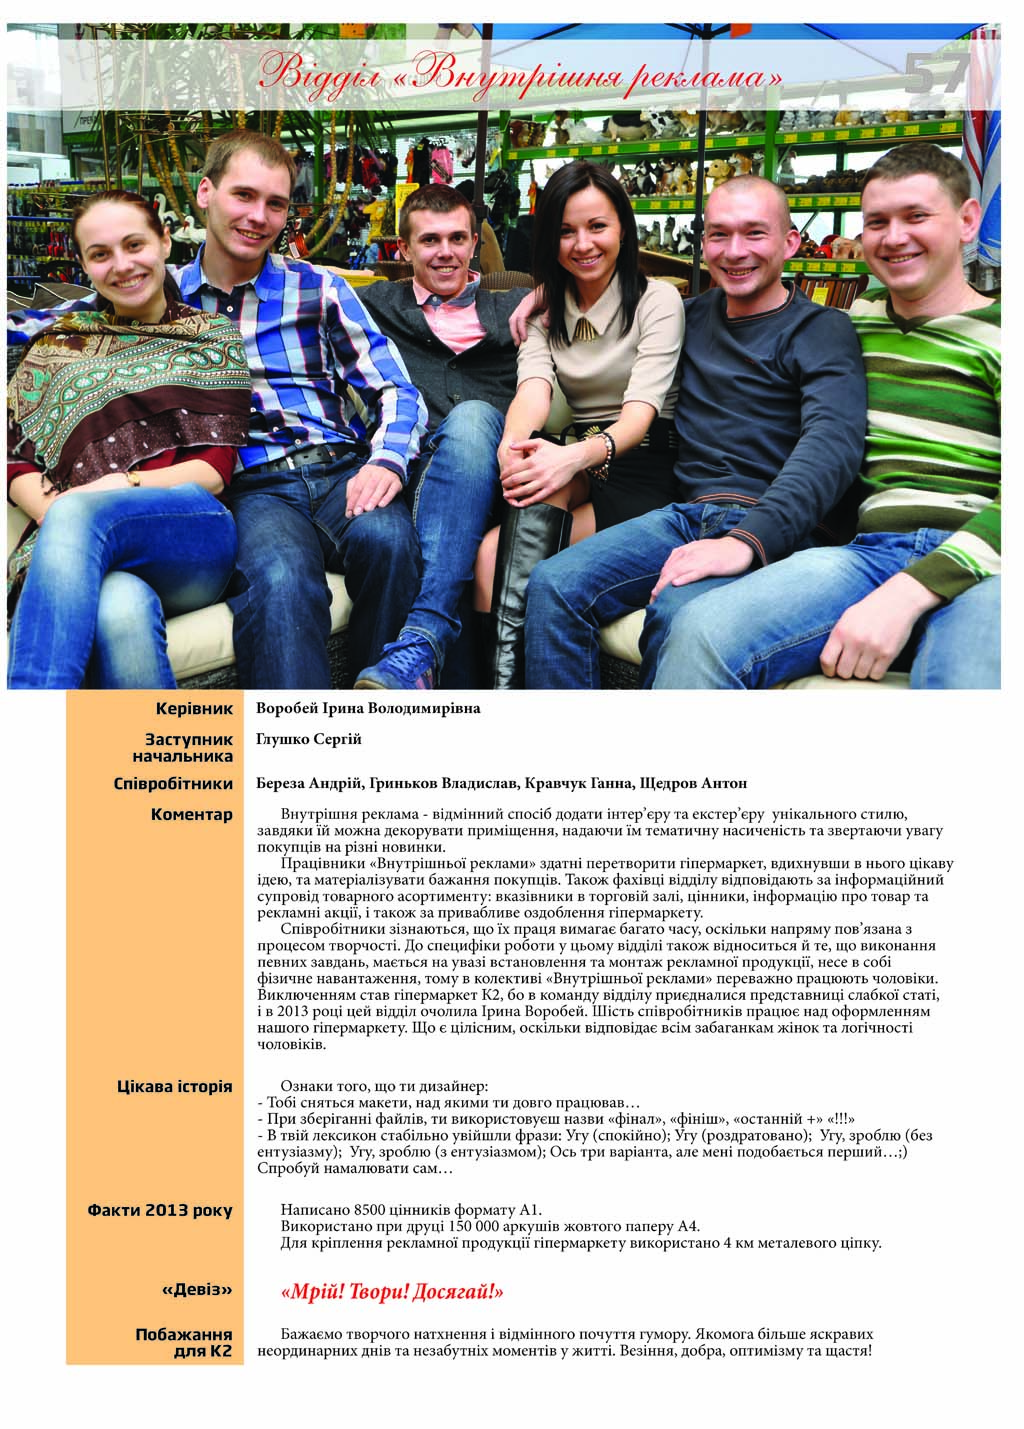 Відділ «Внутрішня реклама»
57
Керівник
Воробей Ірина Володимирівна
Заступник
начальника
Глушко Сергій
Співробітники
Береза Андрій, Гриньков Владислав, Кравчук Ганна, Щедров Антон
Коментар
Внутрішня реклама - відмінний спосіб додати інтер’єру та екстер’єру унікального стилю,
завдяки їй можна декорувати приміщення, надаючи їм тематичну насиченість та звертаючи увагу
покупців на різні новинки.
Працівники «Внутрішньої реклами» здатні перетворити гіпермаркет, вдихнувши в нього цікаву
ідею, та матеріалізувати бажання покупців. Також фахівці відділу відповідають за інформаційний
супровід товарного асортименту: вказівники в торговій залі, цінники, інформацію про товар та
рекламні акції, і також за привабливе оздоблення гіпермаркету.
Співробітники зізнаються, що їх праця вимагає багато часу, оскільки напряму пов’язана з
процесом творчості. До специфіки роботи у цьому відділі також відноситься й те, що виконання
певних завдань, мається на увазі встановлення та монтаж рекламної продукції, несе в собі
фізичне навантаження, тому в колективі «Внутрішньої реклами» переважно працюють чоловіки.
Виключенням став гіпермаркет К2, бо в команду відділу приєдналися представниці слабкої статі,
і в 2013 році цей відділ очолила Ірина Воробей. Шість співробітників працює над оформленням
нашого гіпермаркету. Що є цілісним, оскільки відповідає всім забаганкам жінок та логічності
чоловіків.
Цікава історія
Ознаки того, що ти дизайнер:
- Тобі сняться макети, над якими ти довго працював…
- При зберіганні файлів, ти використовуєш назви «фінал», «фініш», «останній +» «!!!»
- В твій лексикон стабільно увійшли фрази: Угу (спокійно); Угу (роздратовано); Угу, зроблю (без
ентузіазму); Угу, зроблю (з ентузіазмом); Ось три варіанта, але мені подобається перший…;)
Спробуй намалювати сам…
Факти 2013 року
Написано 8500 цінників формату А1.
Використано при друці 150 000 аркушів жовтого паперу А4.
Для кріплення рекламної продукції гіпермаркету використано 4 км металевого ціпку.
«Девіз»
«Мрій! Твори! Досягай!»
Побажання
для К2
Бажаємо творчого натхнення і відмінного почуття гумору. Якомога більше яскравих
неординарних днів та незабутніх моментів у житті. Везіння, добра, оптимізму та щастя!